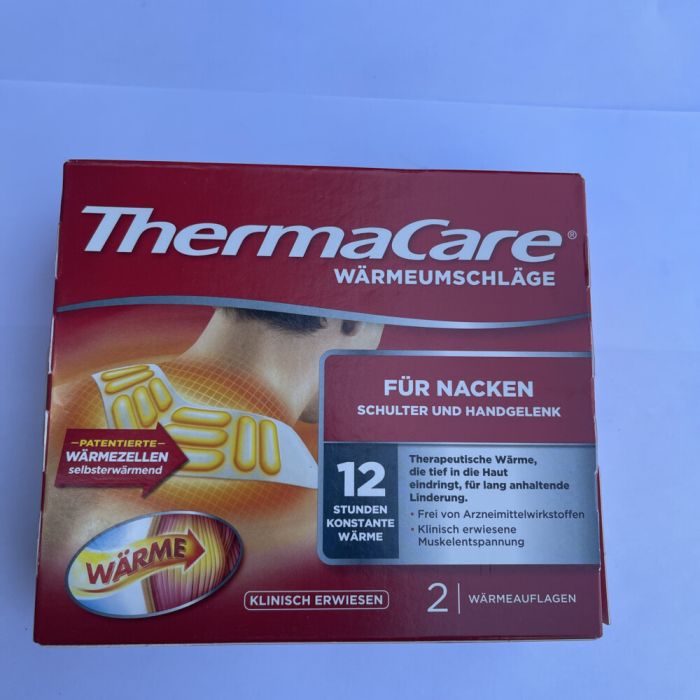 ThermaCare®
WÄRMEUMSCHLÄGE
FÜR NACKEN
SCHULTER UND HANDGELENK
–PATENTIERTE–
WÄRMEZELLEN
selbsterwärmend
12
STUNDEN
KONSTANTE
WÄRME
Therapeutische Wärme,
die tief in die Haut
eindringt, für lang anhaltende
Linderung.
• Frei von Arzneimittelwirkstoffen
• Klinisch erwiesene
Muskelentspannung
WÄRME
KLINISCH ERWIESEN
2 | WÄRMEAUFLAGEN